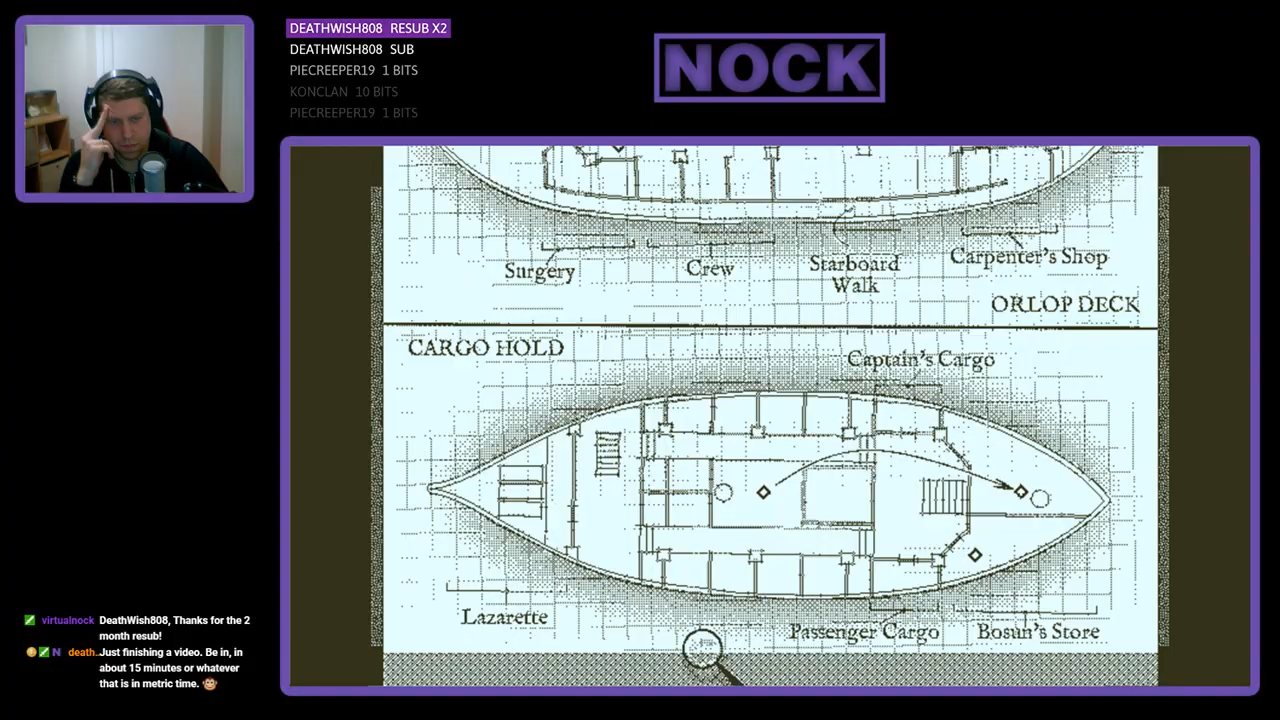 DEATHWISH808 RESUB X2
DEATHWISH808 SUB
PIECREEPER19 1 BITS
KONCLAN 10 BITS
PIECREEPER19 1 BITS
NOCK
Surgery
Crew
Starboard
Walk
Carpenter's Shop
ORLOP DECK
CARGO HOLD
Captain's Cargo
Lazarette
Passenger Cargo
Bosun's Store
virtualnock DeathWish808, Thanks for the 2
month resub!
N death.. Just finishing a video. Be in, in
about 15 minutes or whatever
that is in metric time.